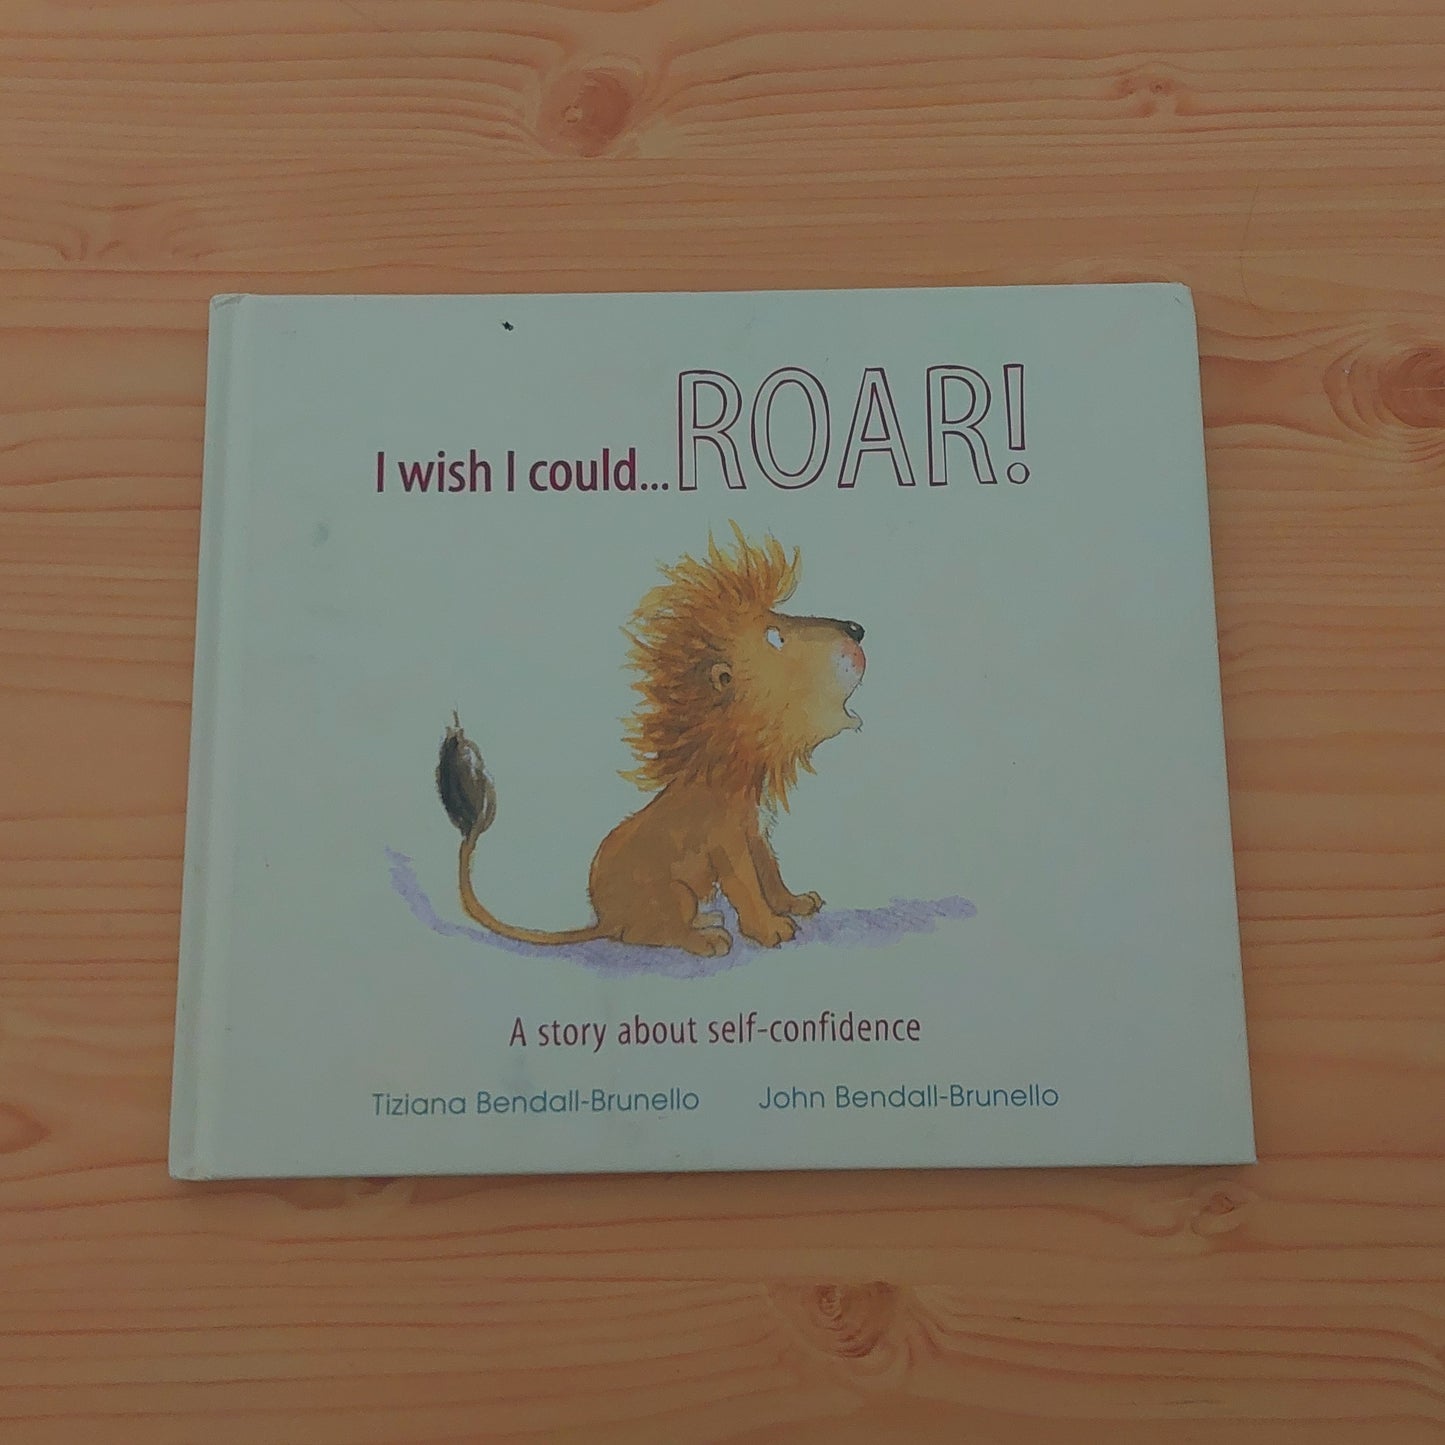 I wish I could... ROAR!
A story about self-confidence
Tiziana Bendall-Brunello John Bendall-Brunello